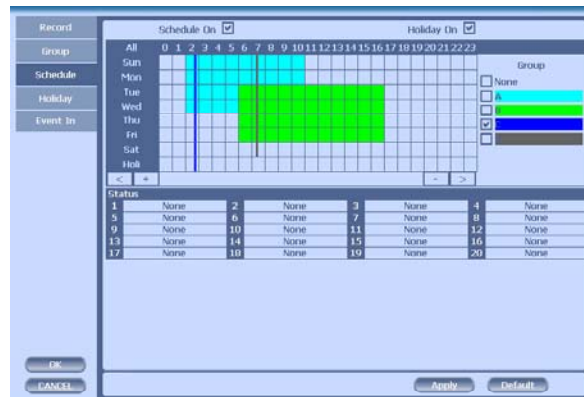 Record
Group
Schedule
Holiday
Event In
Schedule On
Holiday On
All 0 1 2 3 4 5 6 7 8 9 10 11 12 13 14 15 16 17 18 19 20 21 22 23
Sun
Mon
Tue
Wed
Thu
Fri
Sat
Holi
< + - >
Group
None
A
B
C
Status
1 None 2 None 3 None 4 None
5 None 6 None 7 None 8 None
9 None 10 None 11 None 12 None
13 None 14 None 15 None 16 None
17 None 18 None 19 None 20 None
OK
CANCEL
Apply
Default